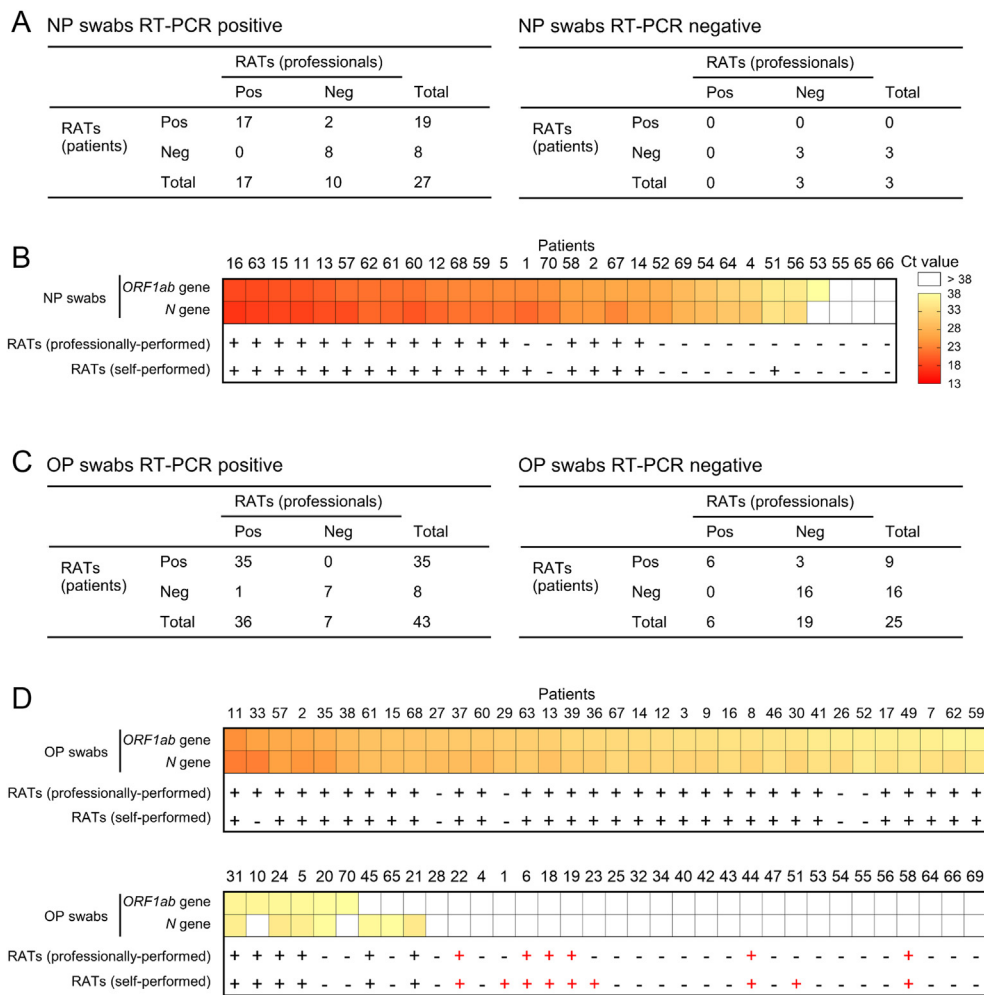 A NP swabs RT-PCR positive NP swabs RT-PCR negative
RATs (professionals) RATs (professionals)
Pos Neg Total Pos Neg Total
RATs (patients) Pos 17 2 19 RATs (patients) Pos 0 0 0
Neg 0 8 8 Neg 0 3 3
Total 17 10 27 Total 0 3 3
B Patients
16 63 15 11 13 57 62 61 60 12 68 59 5 1 70 58 2 67 14 52 69 54 64 4 51 56 53 55 65 66
NP swabs ORF1ab gene
N gene
RATs (professionally-performed) + + + + + + + + + + + + + - - + + + + - - - - - - - - - - -
RATs (self-performed) + + + + + + + + + + + + + + - + + + + - - - - - + - - - - -
Ct value
> 38
38
33
28
23
18
13
C OP swabs RT-PCR positive OP swabs RT-PCR negative
RATs (professionals) RATs (professionals)
Pos Neg Total Pos Neg Total
RATs (patients) Pos 35 0 35 RATs (patients) Pos 6 3 9
Neg 1 7 8 Neg 0 16 16
Total 36 7 43 Total 6 19 25
D Patients
11 33 57 2 35 38 61 15 68 27 37 60 29 63 13 39 36 67 14 12 3 9 16 8 46 30 41 26 52 17 49 7 62 59
OP swabs ORF1ab gene
N gene
RATs (professionally-performed) + + + + + + + + + - + + - + + + + + + + + + + + + + + - - + + + + +
RATs (self-performed) + - + + + + + + + - + + - + + + + + + + + + + + + + + - - + + + + +
31 10 24 5 20 70 45 65 21 28 22 4 1 6 18 19 23 25 32 34 40 42 43 44 47 51 53 54 55 56 58 64 66 69
OP swabs ORF1ab gene
N gene
RATs (professionally-performed) + + + + - - + - + - + - - + + + - - - - - - - + - - - - - - + - - -
RATs (self-performed) + + + + - - + - + - + - + + + + + - - - - - - + - + - - - - + - - -